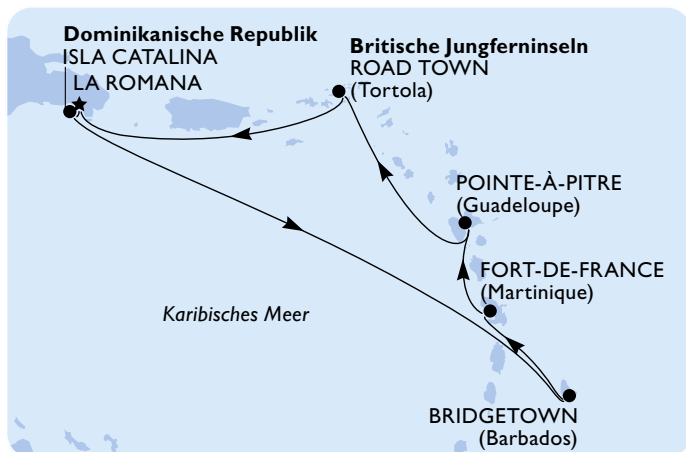 Dominikanische Republik
ISLA CATALINA
LA ROMANA
Britische Jungferninseln
ROAD TOWN
(Tortola)
POINTE-À-PITRE
(Guadeloupe)
FORT-DE-FRANCE
(Martinique)
Karibisches Meer
BRIDGETOWN
(Barbados)